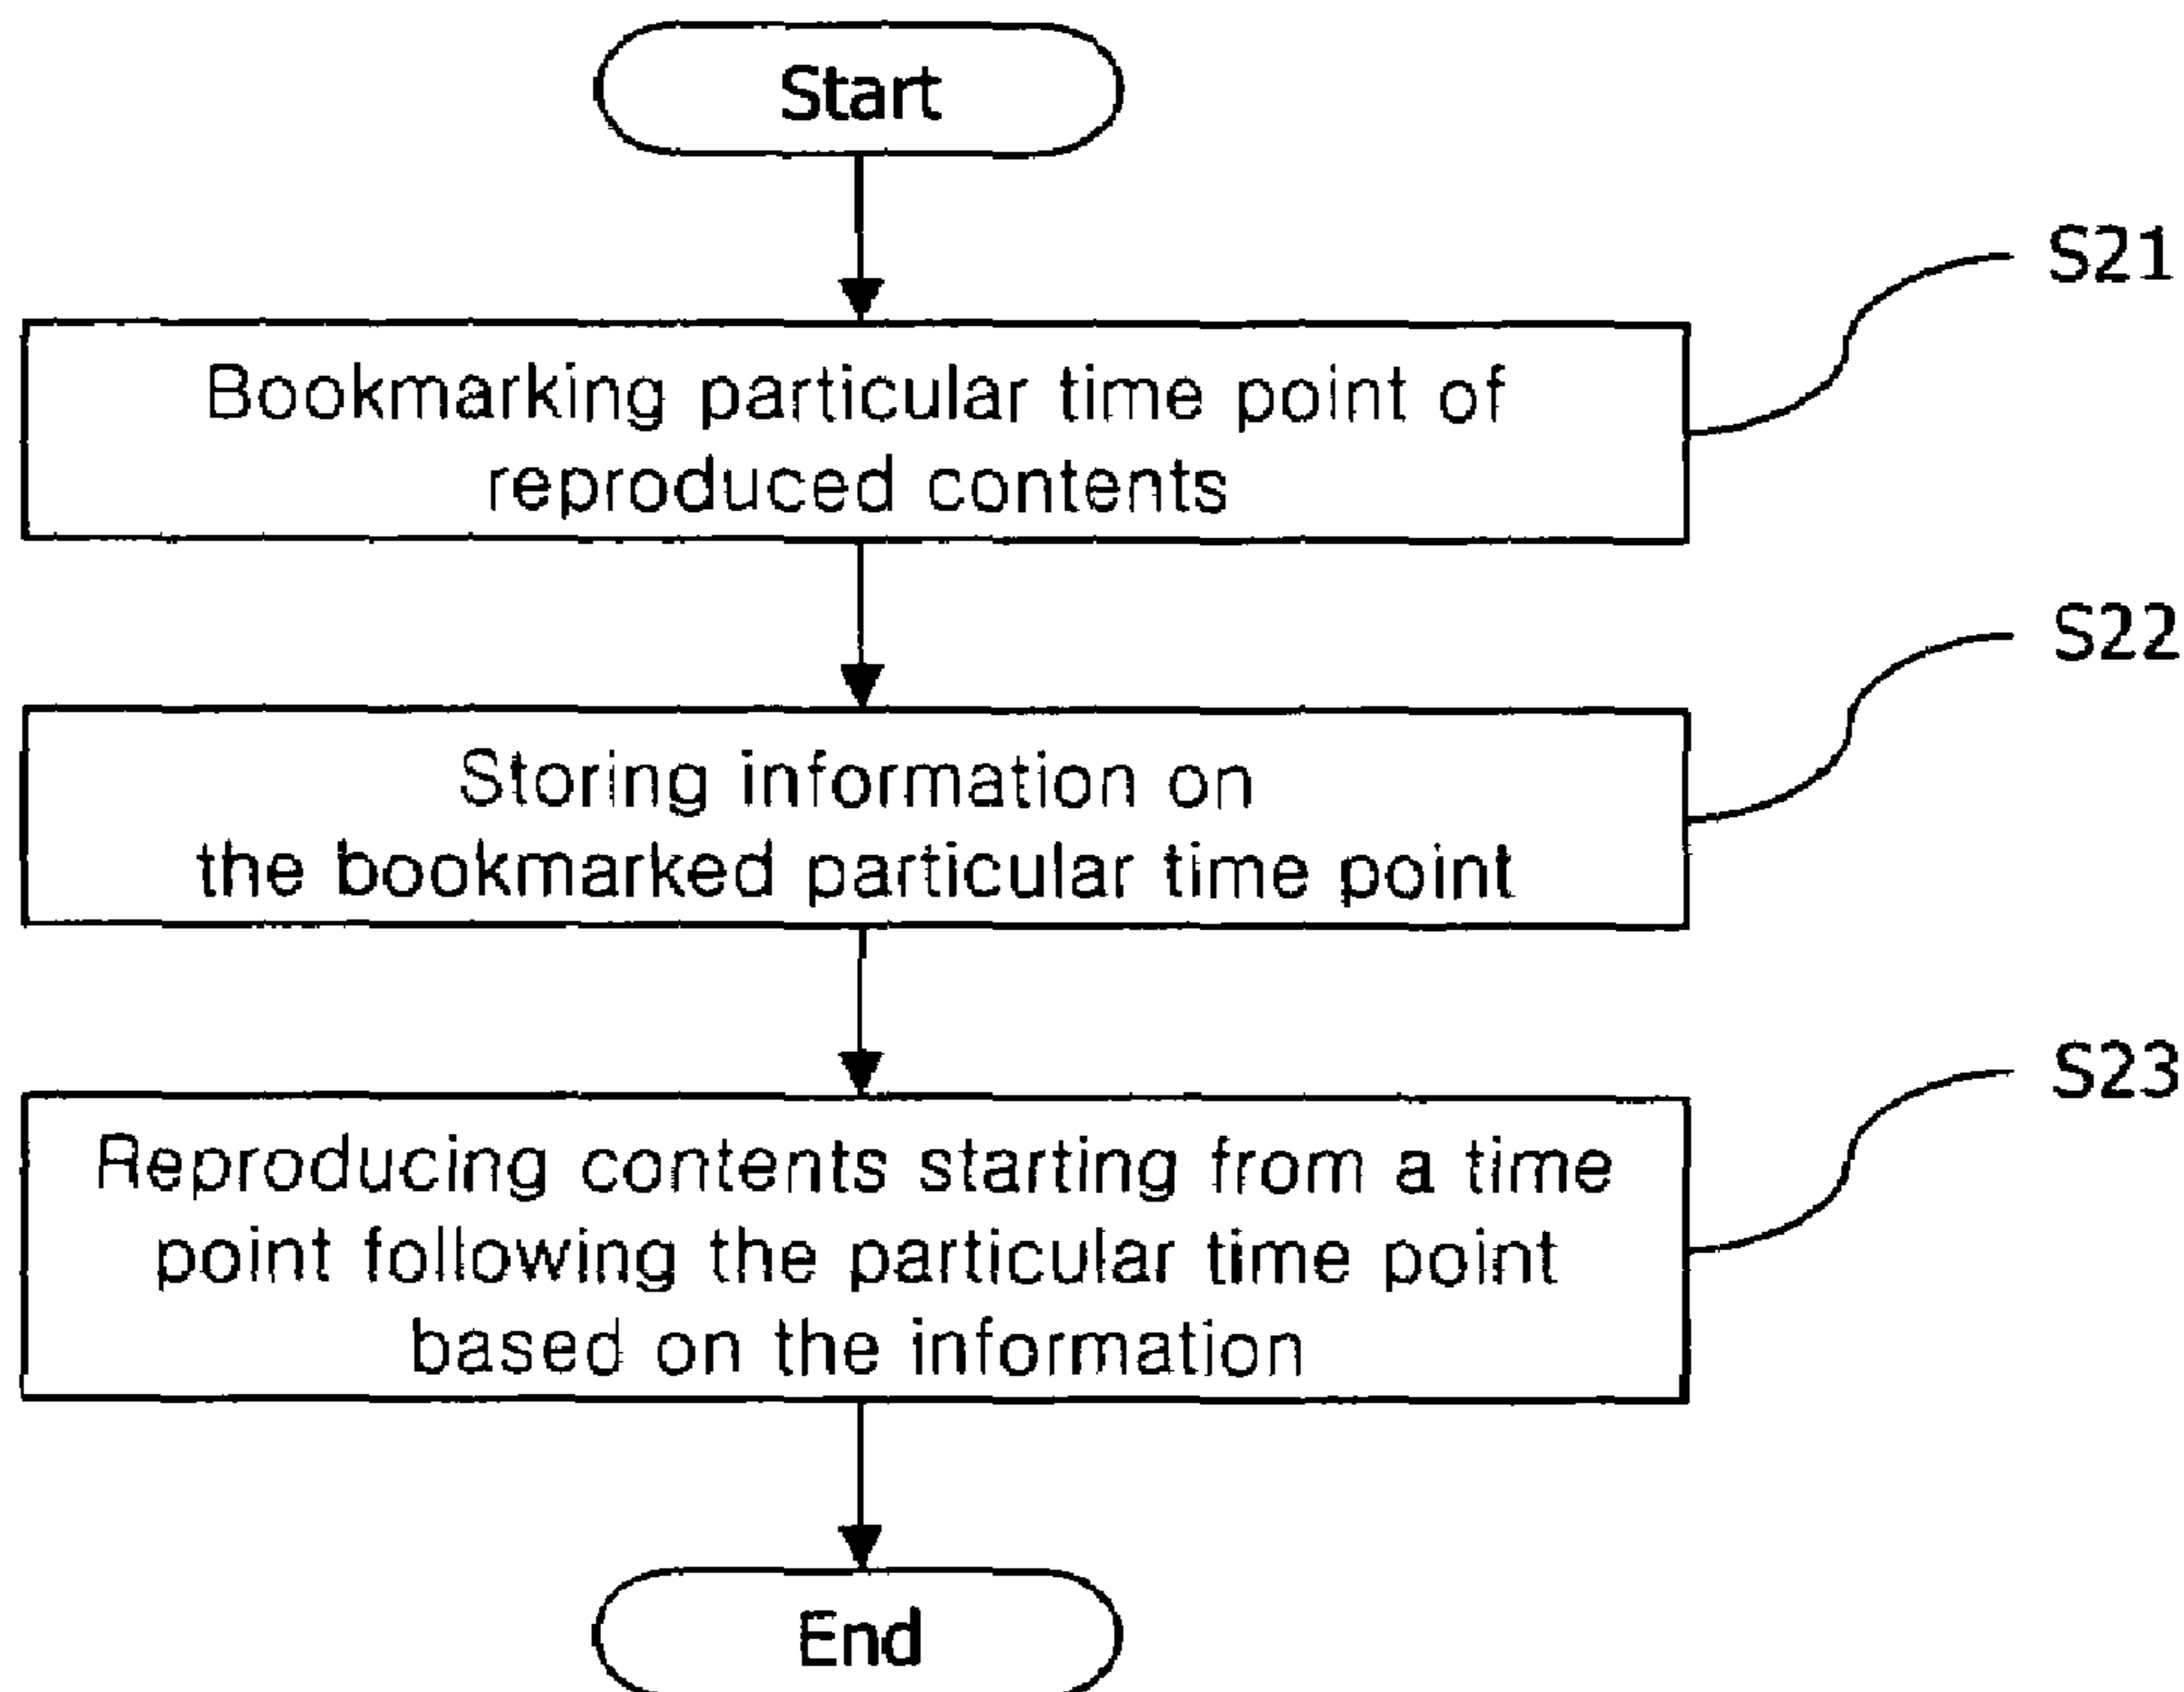 Start
S21
Bookmarking particular time point of
reproduced contents
S22
Storing information on
the bookmarked particular time point
S23
Reproducing contents starting from a time
point following the particular time point
based on the information
End